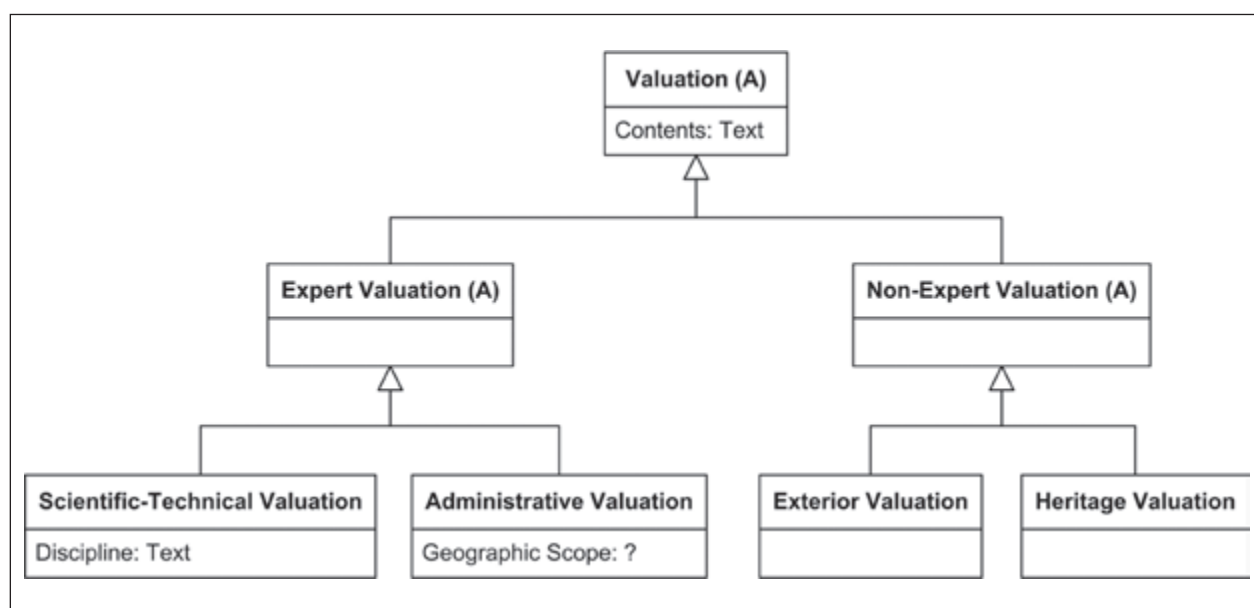 Valuation (A)
Contents: Text
Expert Valuation (A)
Non-Expert Valuation (A)
Scientific-Technical Valuation
Discipline: Text
Administrative Valuation
Geographic Scope: ?
Exterior Valuation
Heritage Valuation